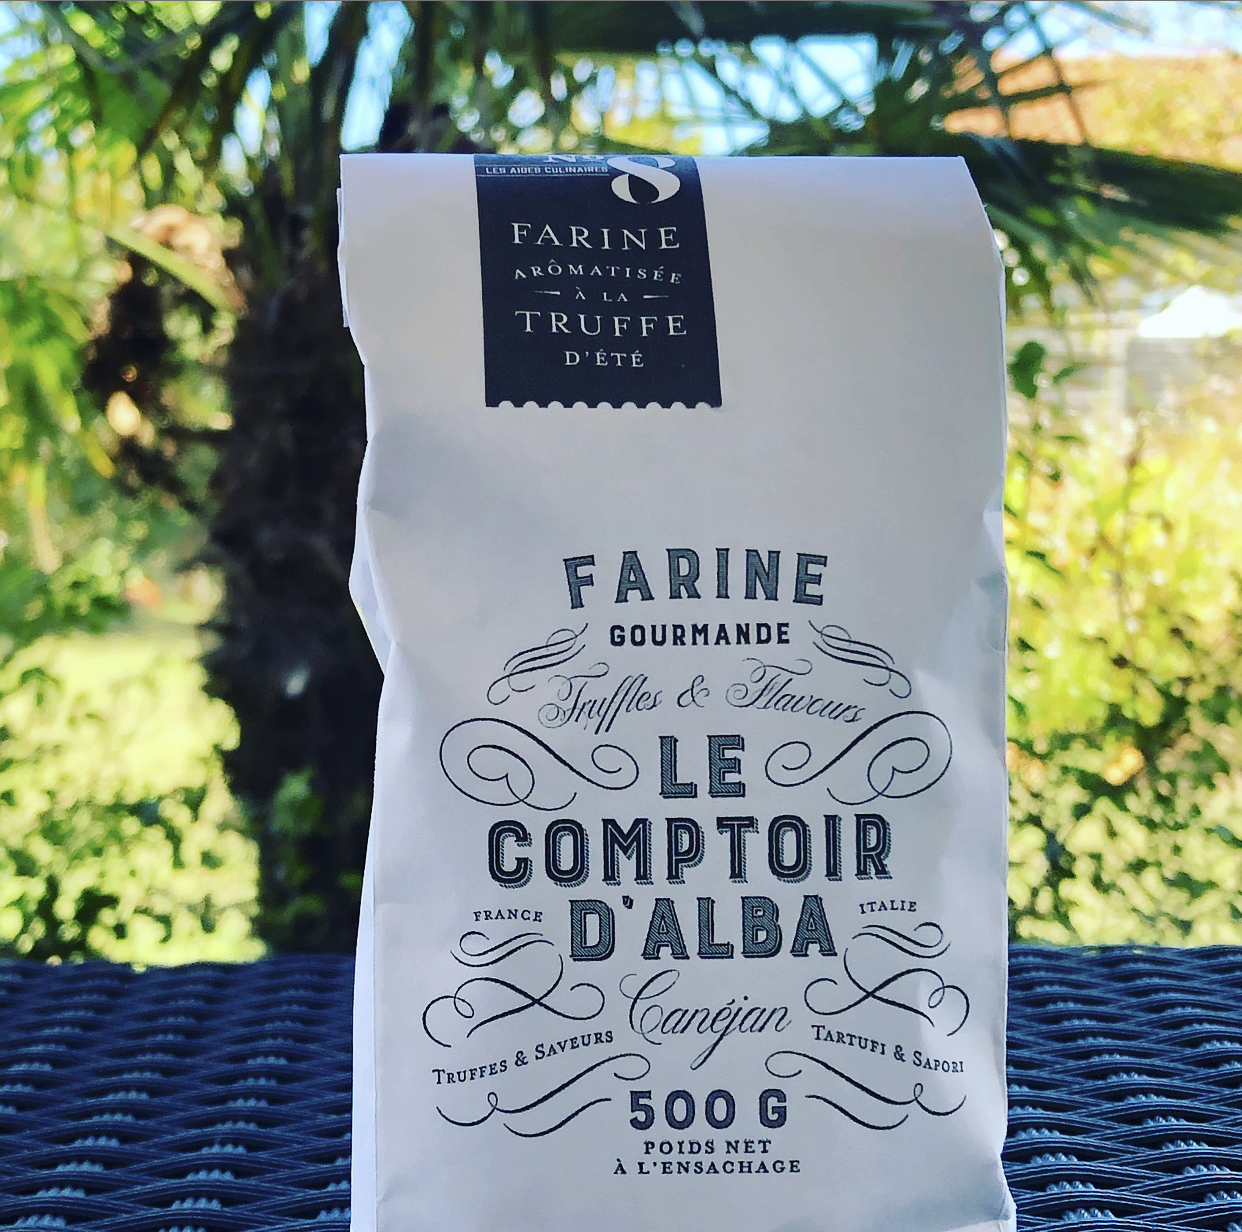 Nº 8
LES AIDES CULINAIRES
FARINE
ARÔMATISÉE
À LA
TRUFFE
D'ÉTÉ
FARINE
GOURMANDE
Truffles & Flavours
LE
COMPTOIR
D'ALBA
FRANCE
ITALIE
Canéjan
TRUFFES & SAVEURS
TARTUFI & SAPORI
500 G
POIDS NET
À L'ENSACHAGE